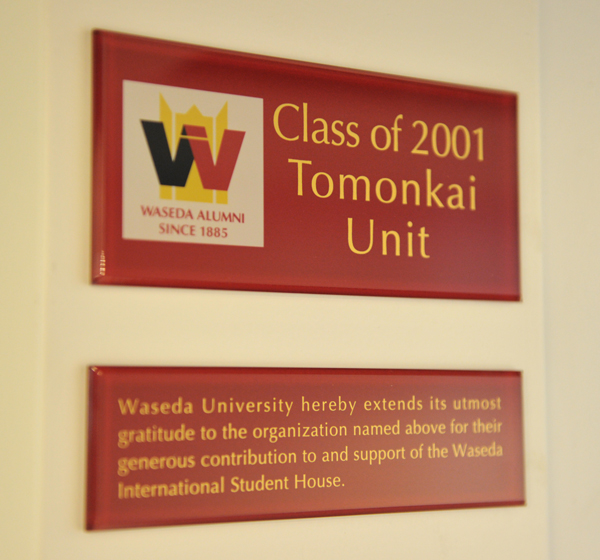 Class of 2001
Tomonkai
Unit
WASEDA ALUMNI
SINCE 1885
Waseda University hereby extends its utmost
gratitude to the organization named above for their
generous contribution to and support of the Waseda
International Student House.